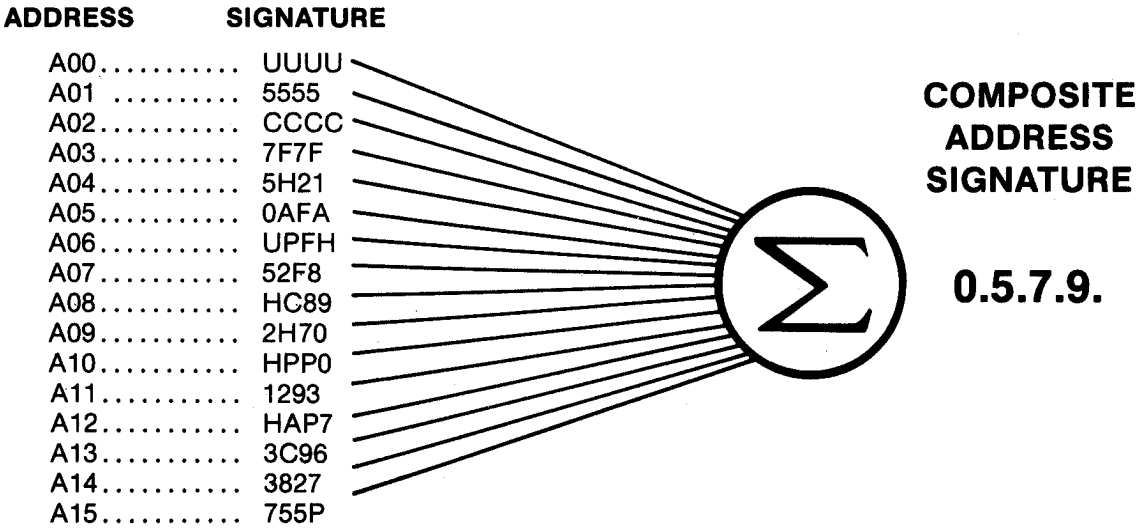 ADDRESS SIGNATURE
A00........... UUUU
A01 .......... 5555
A02........... CCCC
A03........... 7F7F
A04........... 5H21
A05........... 0AFA
A06........... UPFH
A07........... 52F8
A08........... HC89
A09........... 2H70
A10........... HPP0
A11........... 1293
A12........... HAP7
A13........... 3C96
A14........... 3827
A15........... 755P
Σ
COMPOSITE
ADDRESS
SIGNATURE
0.5.7.9.